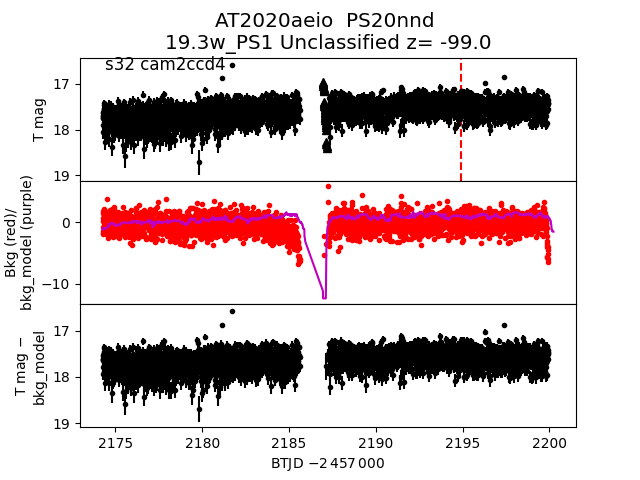 AT2020aeio PS20nnd
19.3w_PS1 Unclassified z= -99.0
s32 cam2ccd4
17
18
19
T mag
0
−10
Bkg (red)/
bkg_model (purple)
17
18
19
T mag −
bkg_model
2175
2180
2185
2190
2195
2200
BTJD −2 457 000